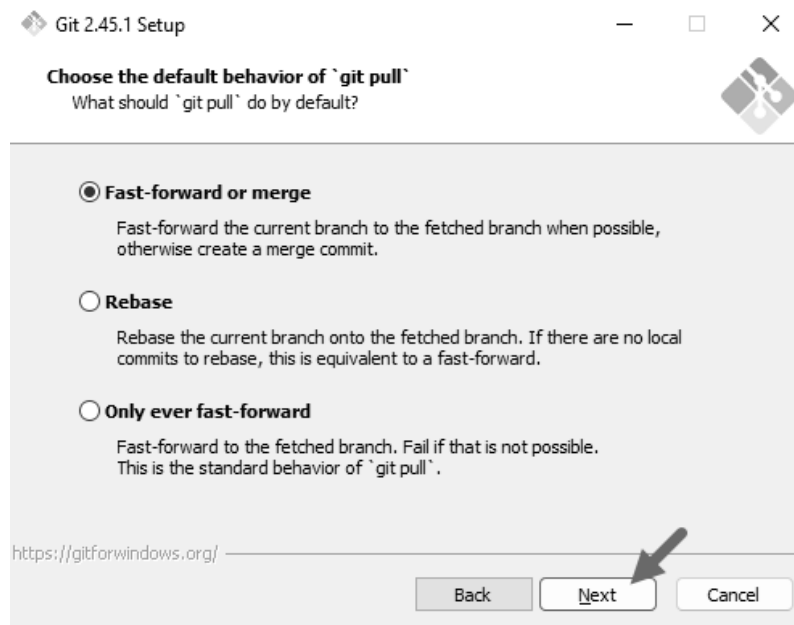 Git 2.45.1 Setup
Choose the default behavior of `git pull`
What should `git pull` do by default?
Fast-forward or merge
Fast-forward the current branch to the fetched branch when possible,
otherwise create a merge commit.
Rebase
Rebase the current branch onto the fetched branch. If there are no local
commits to rebase, this is equivalent to a fast-forward.
Only ever fast-forward
Fast-forward to the fetched branch. Fail if that is not possible.
This is the standard behavior of `git pull`.
https://gitforwindows.org/
Back Next Cancel